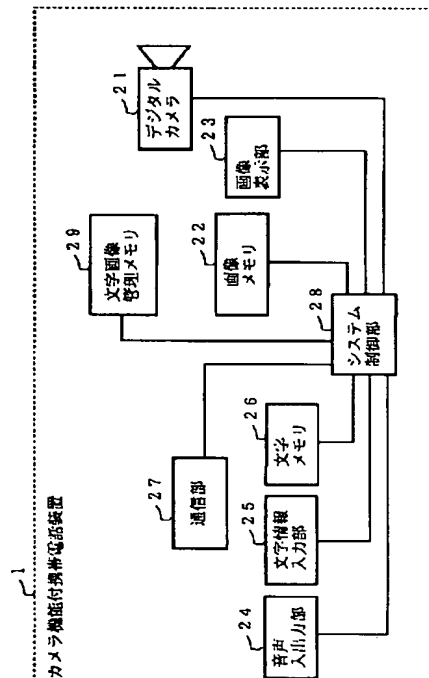 1
カメラ機能付携帯電話装置
21
デジタル
カメラ
23
画像
表示部
29
文字画像
管理メモリ
22
画像
メモリ
28
システム
制御部
27
通信部
26
文字
メモリ
25
文字情報
入力部
24
音声
入出力部